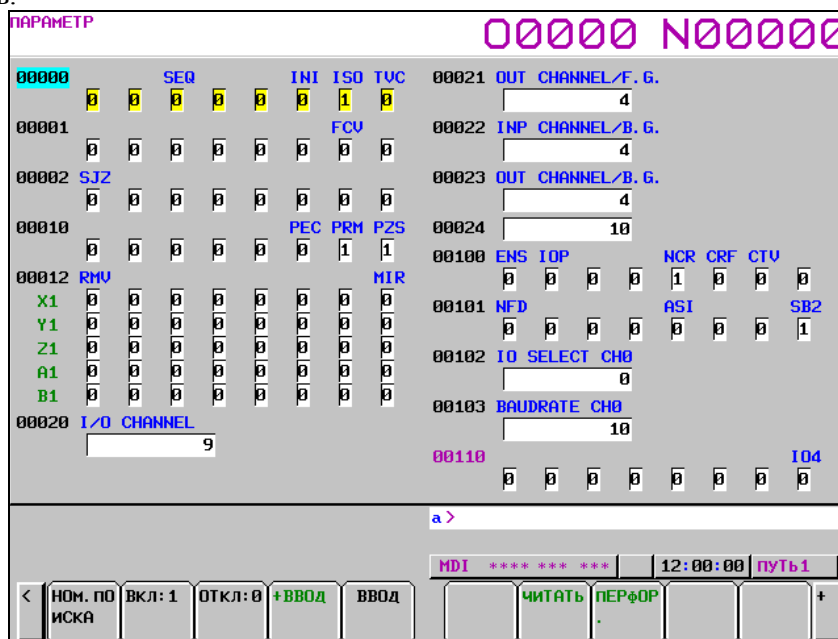 ПАРАМЕТР
O0000 N00000
00000 SEQ INI ISO TVC
0 0 0 0 0 0 1 0
00001 FCV
0 0 0 0 0 0 0 0
00002 SJZ
0 0 0 0 0 0 0 0
00010 PEC PRM PZS
0 0 0 0 0 0 1 1
00012 RMV MIR
X1 0 0 0 0 0 0 0 0
Y1 0 0 0 0 0 0 0 0
Z1 0 0 0 0 0 0 0 0
A1 0 0 0 0 0 0 0 0
B1 0 0 0 0 0 0 0 0
00020 I/O CHANNEL
9
00021 OUT CHANNEL/F.G.
4
00022 INP CHANNEL/B.G.
4
00023 OUT CHANNEL/B.G.
4
00024 10
00100 ENS IOP NCR CRF CTV
0 0 0 0 1 0 0 0
00101 NFD ASI SB2
0 0 0 0 0 0 0 1
00102 IO SELECT CH0
0
00103 BAUDRATE CH0
10
00110 IO4
0 0 0 0 0 0 0 0
a>
MDI **** *** *** 12:00:00 ПУТЬ1
< НОМ.ПО ВКЛ:1 ОТКЛ:0 +ВВОД ВВОД ЧИТАТЬ ПЕРФОР +
ИСКА .